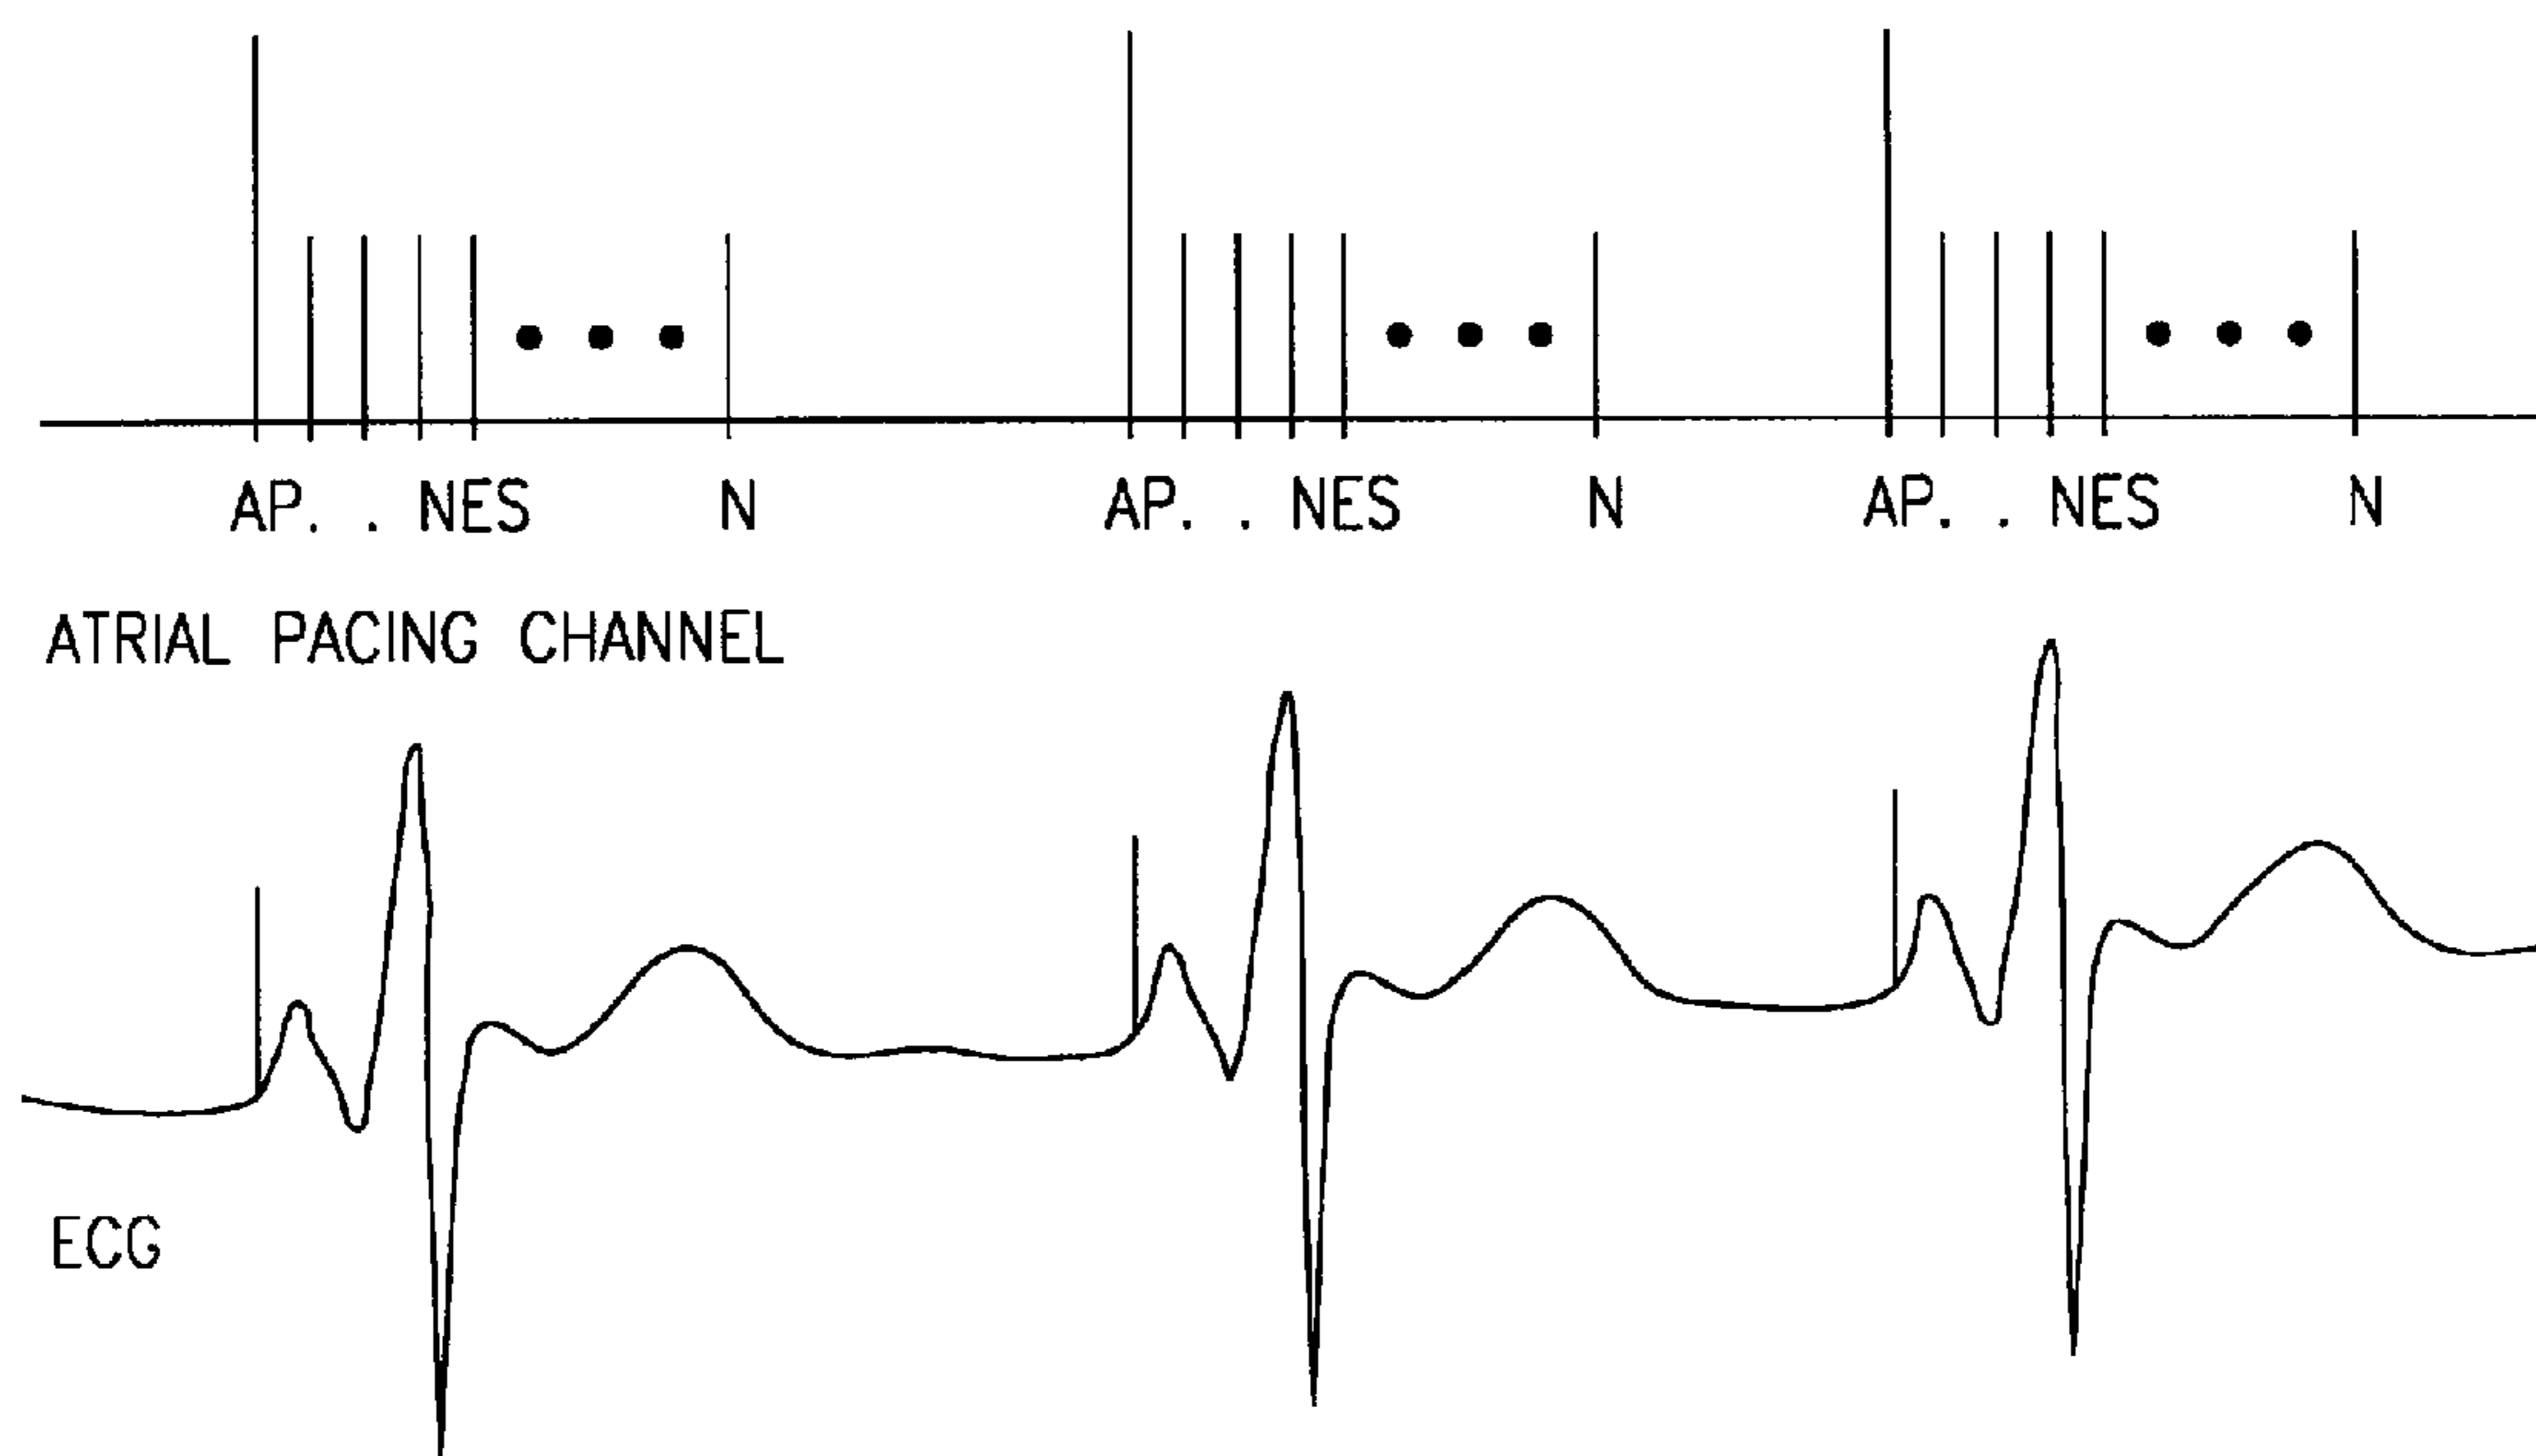 AP. . NES N AP. . NES N AP. . NES N
ATRIAL PACING CHANNEL
ECG